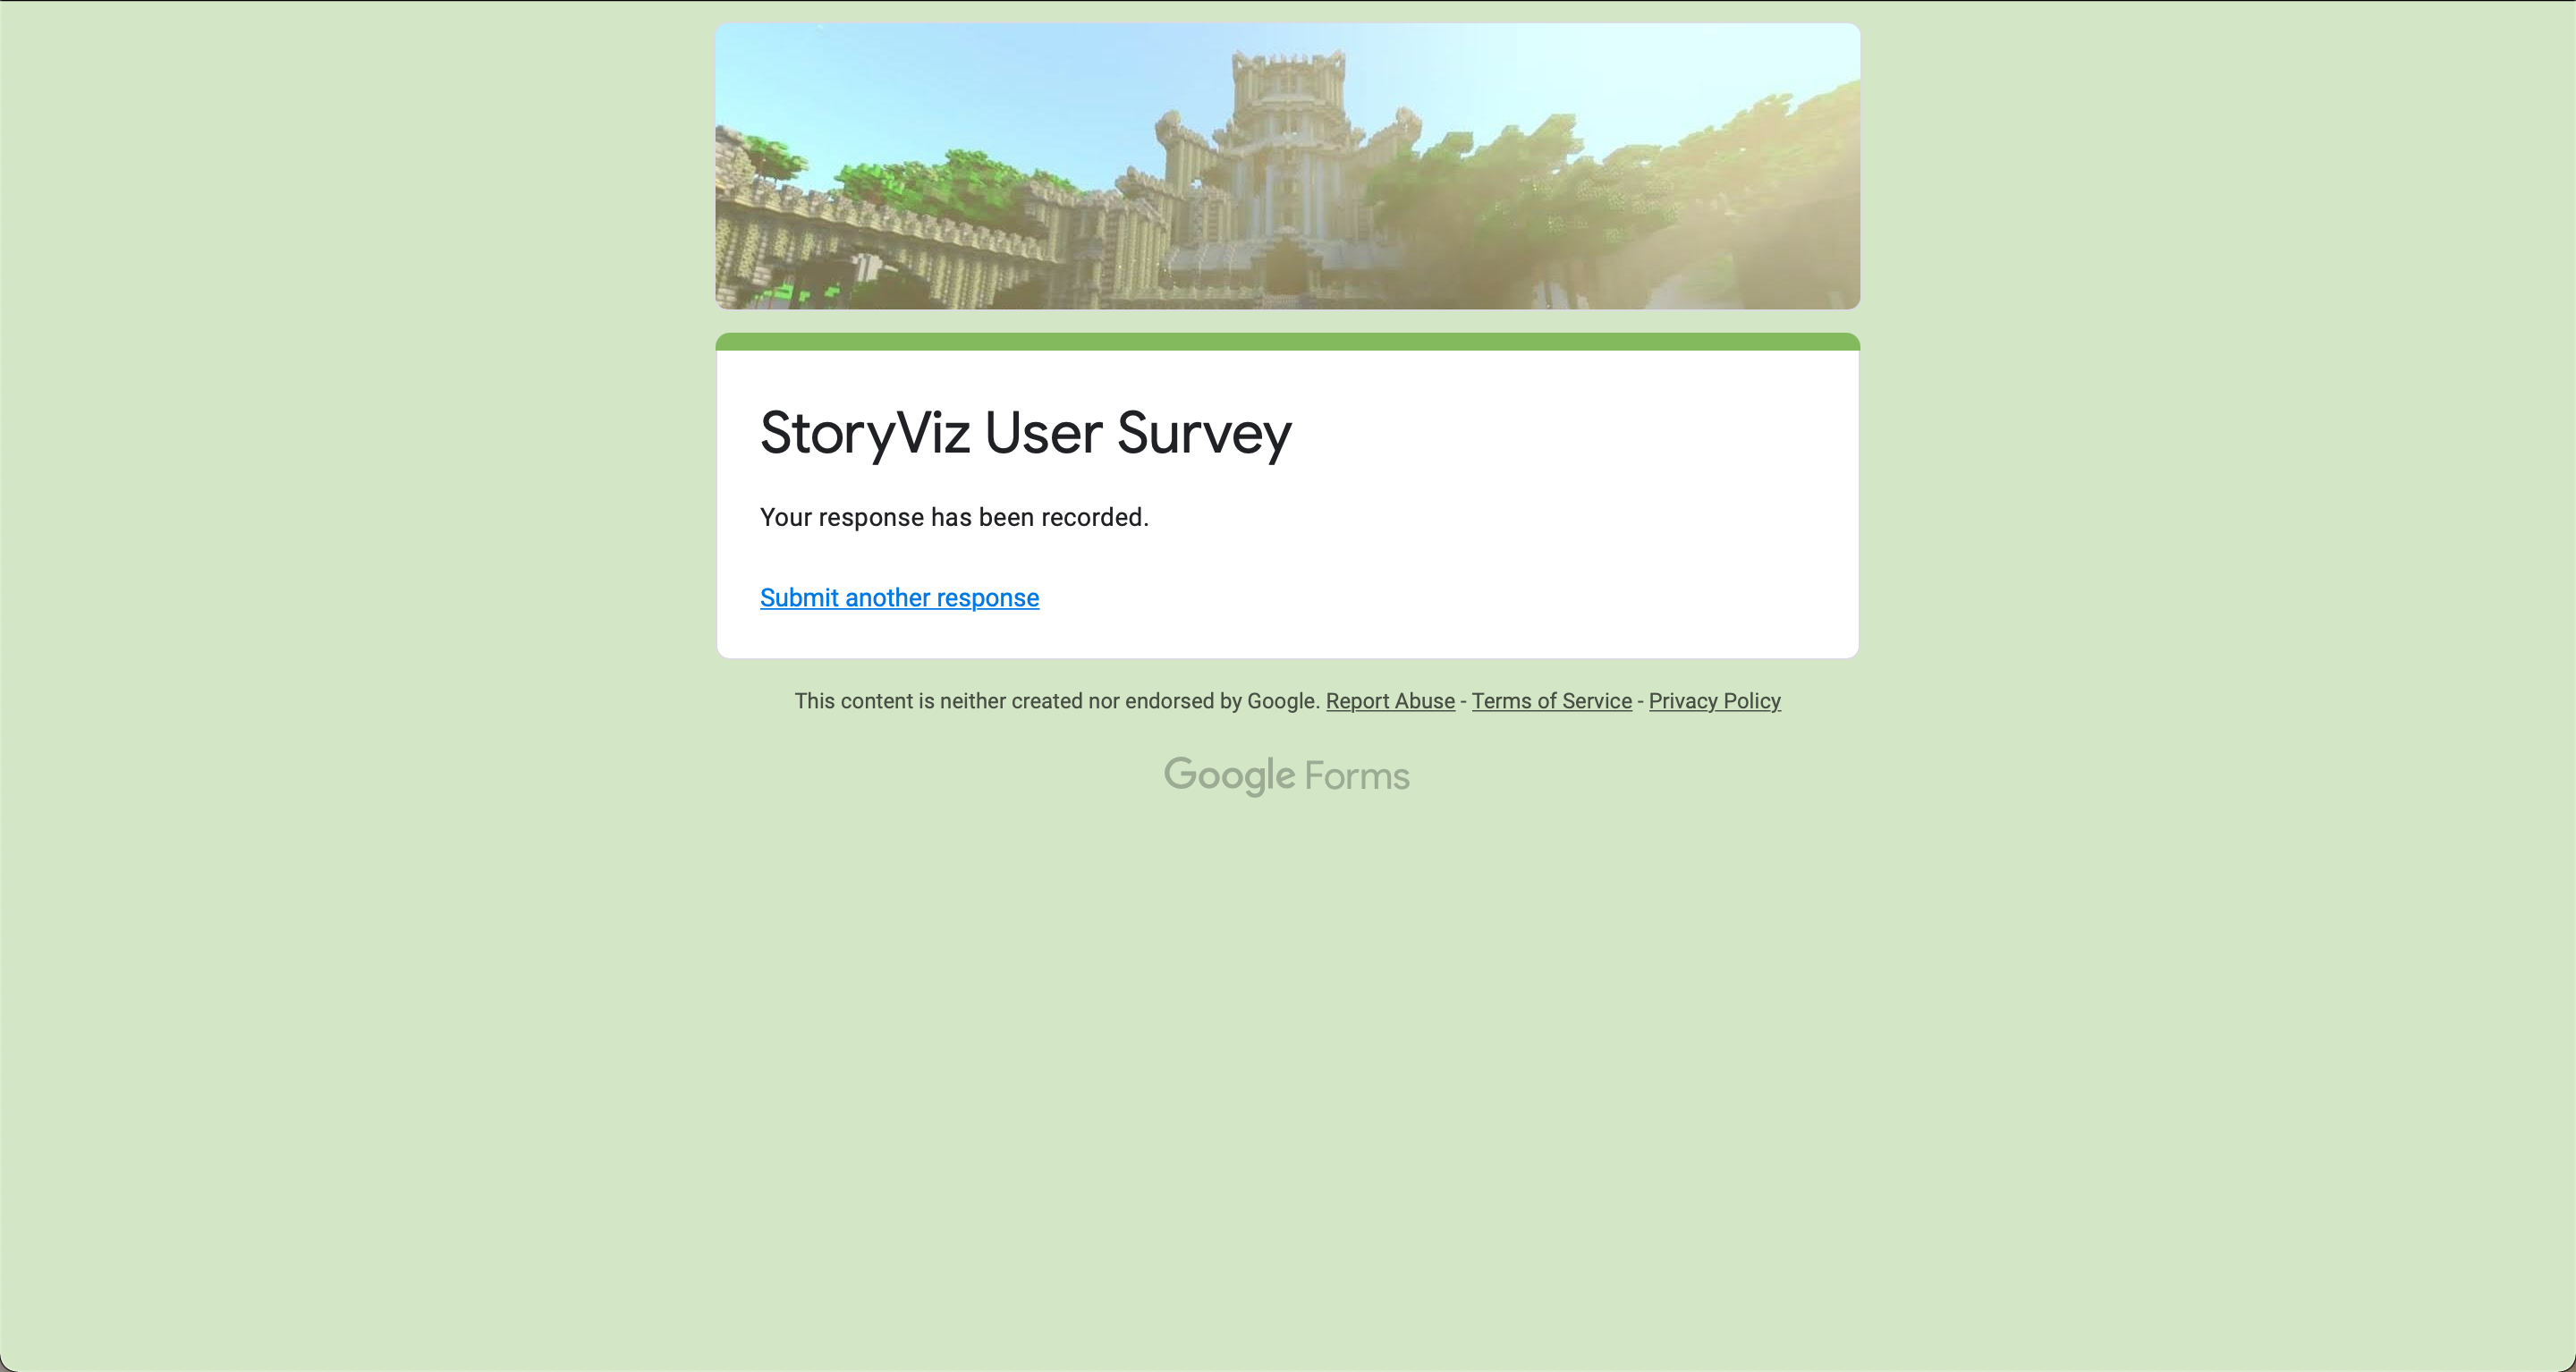 StoryViz User Survey
Your response has been recorded.
Submit another response
This content is neither created nor endorsed by Google. Report Abuse - Terms of Service - Privacy Policy
Google Forms